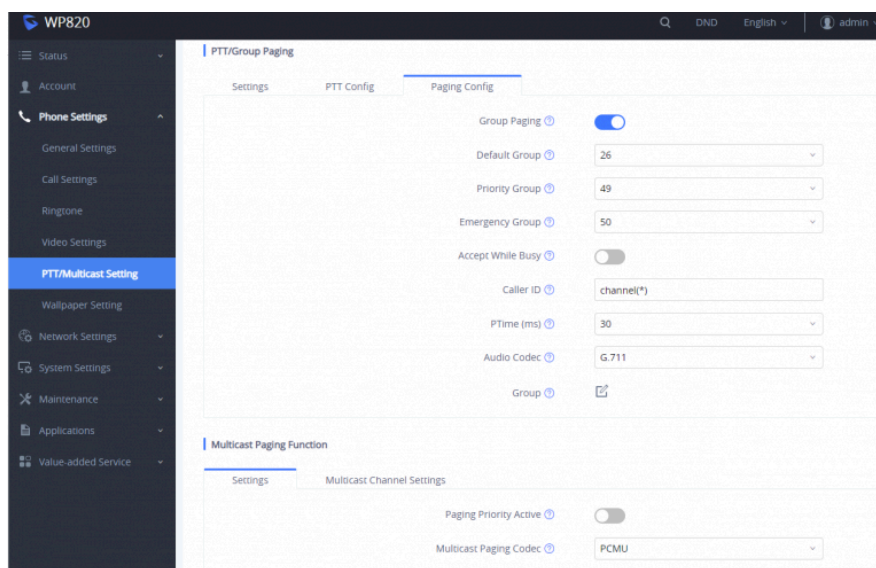 WP820
DND English admin
Status
Account
Phone Settings
General Settings
Call Settings
Ringtone
Video Settings
PTT/Multicast Setting
Wallpaper Setting
Network Settings
System Settings
Maintenance
Applications
Value-added Service
PTT/Group Paging
Settings PTT Config Paging Config
Group Paging
Default Group 26
Priority Group 49
Emergency Group 50
Accept While Busy
Caller ID channel(*)
PTime (ms) 30
Audio Codec G.711
Group
Multicast Paging Function
Settings Multicast Channel Settings
Paging Priority Active
Multicast Paging Codec PCMU